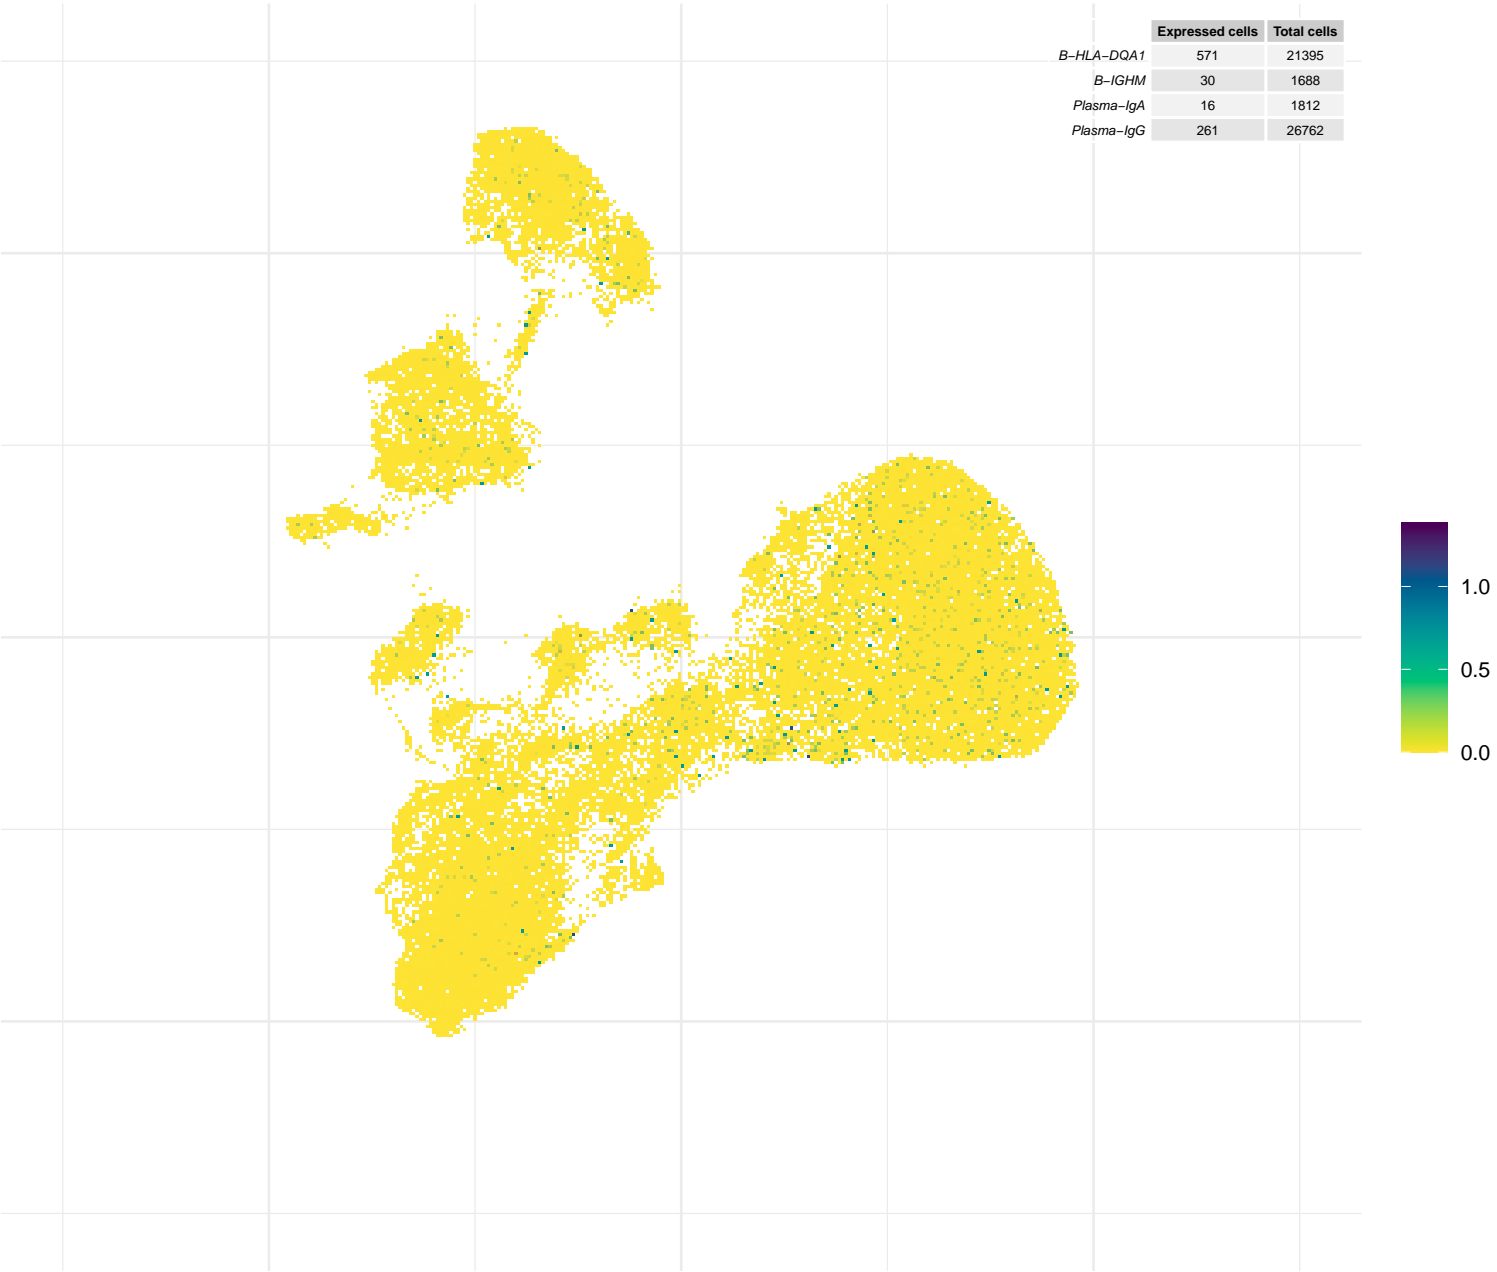 Expressed cells Total cells
B−HLA−DQA1 571 21395
B−IGHM 30 1688
Plasma−IgA 16 1812
Plasma−IgG 261 26762
1.0
0.5
0.0